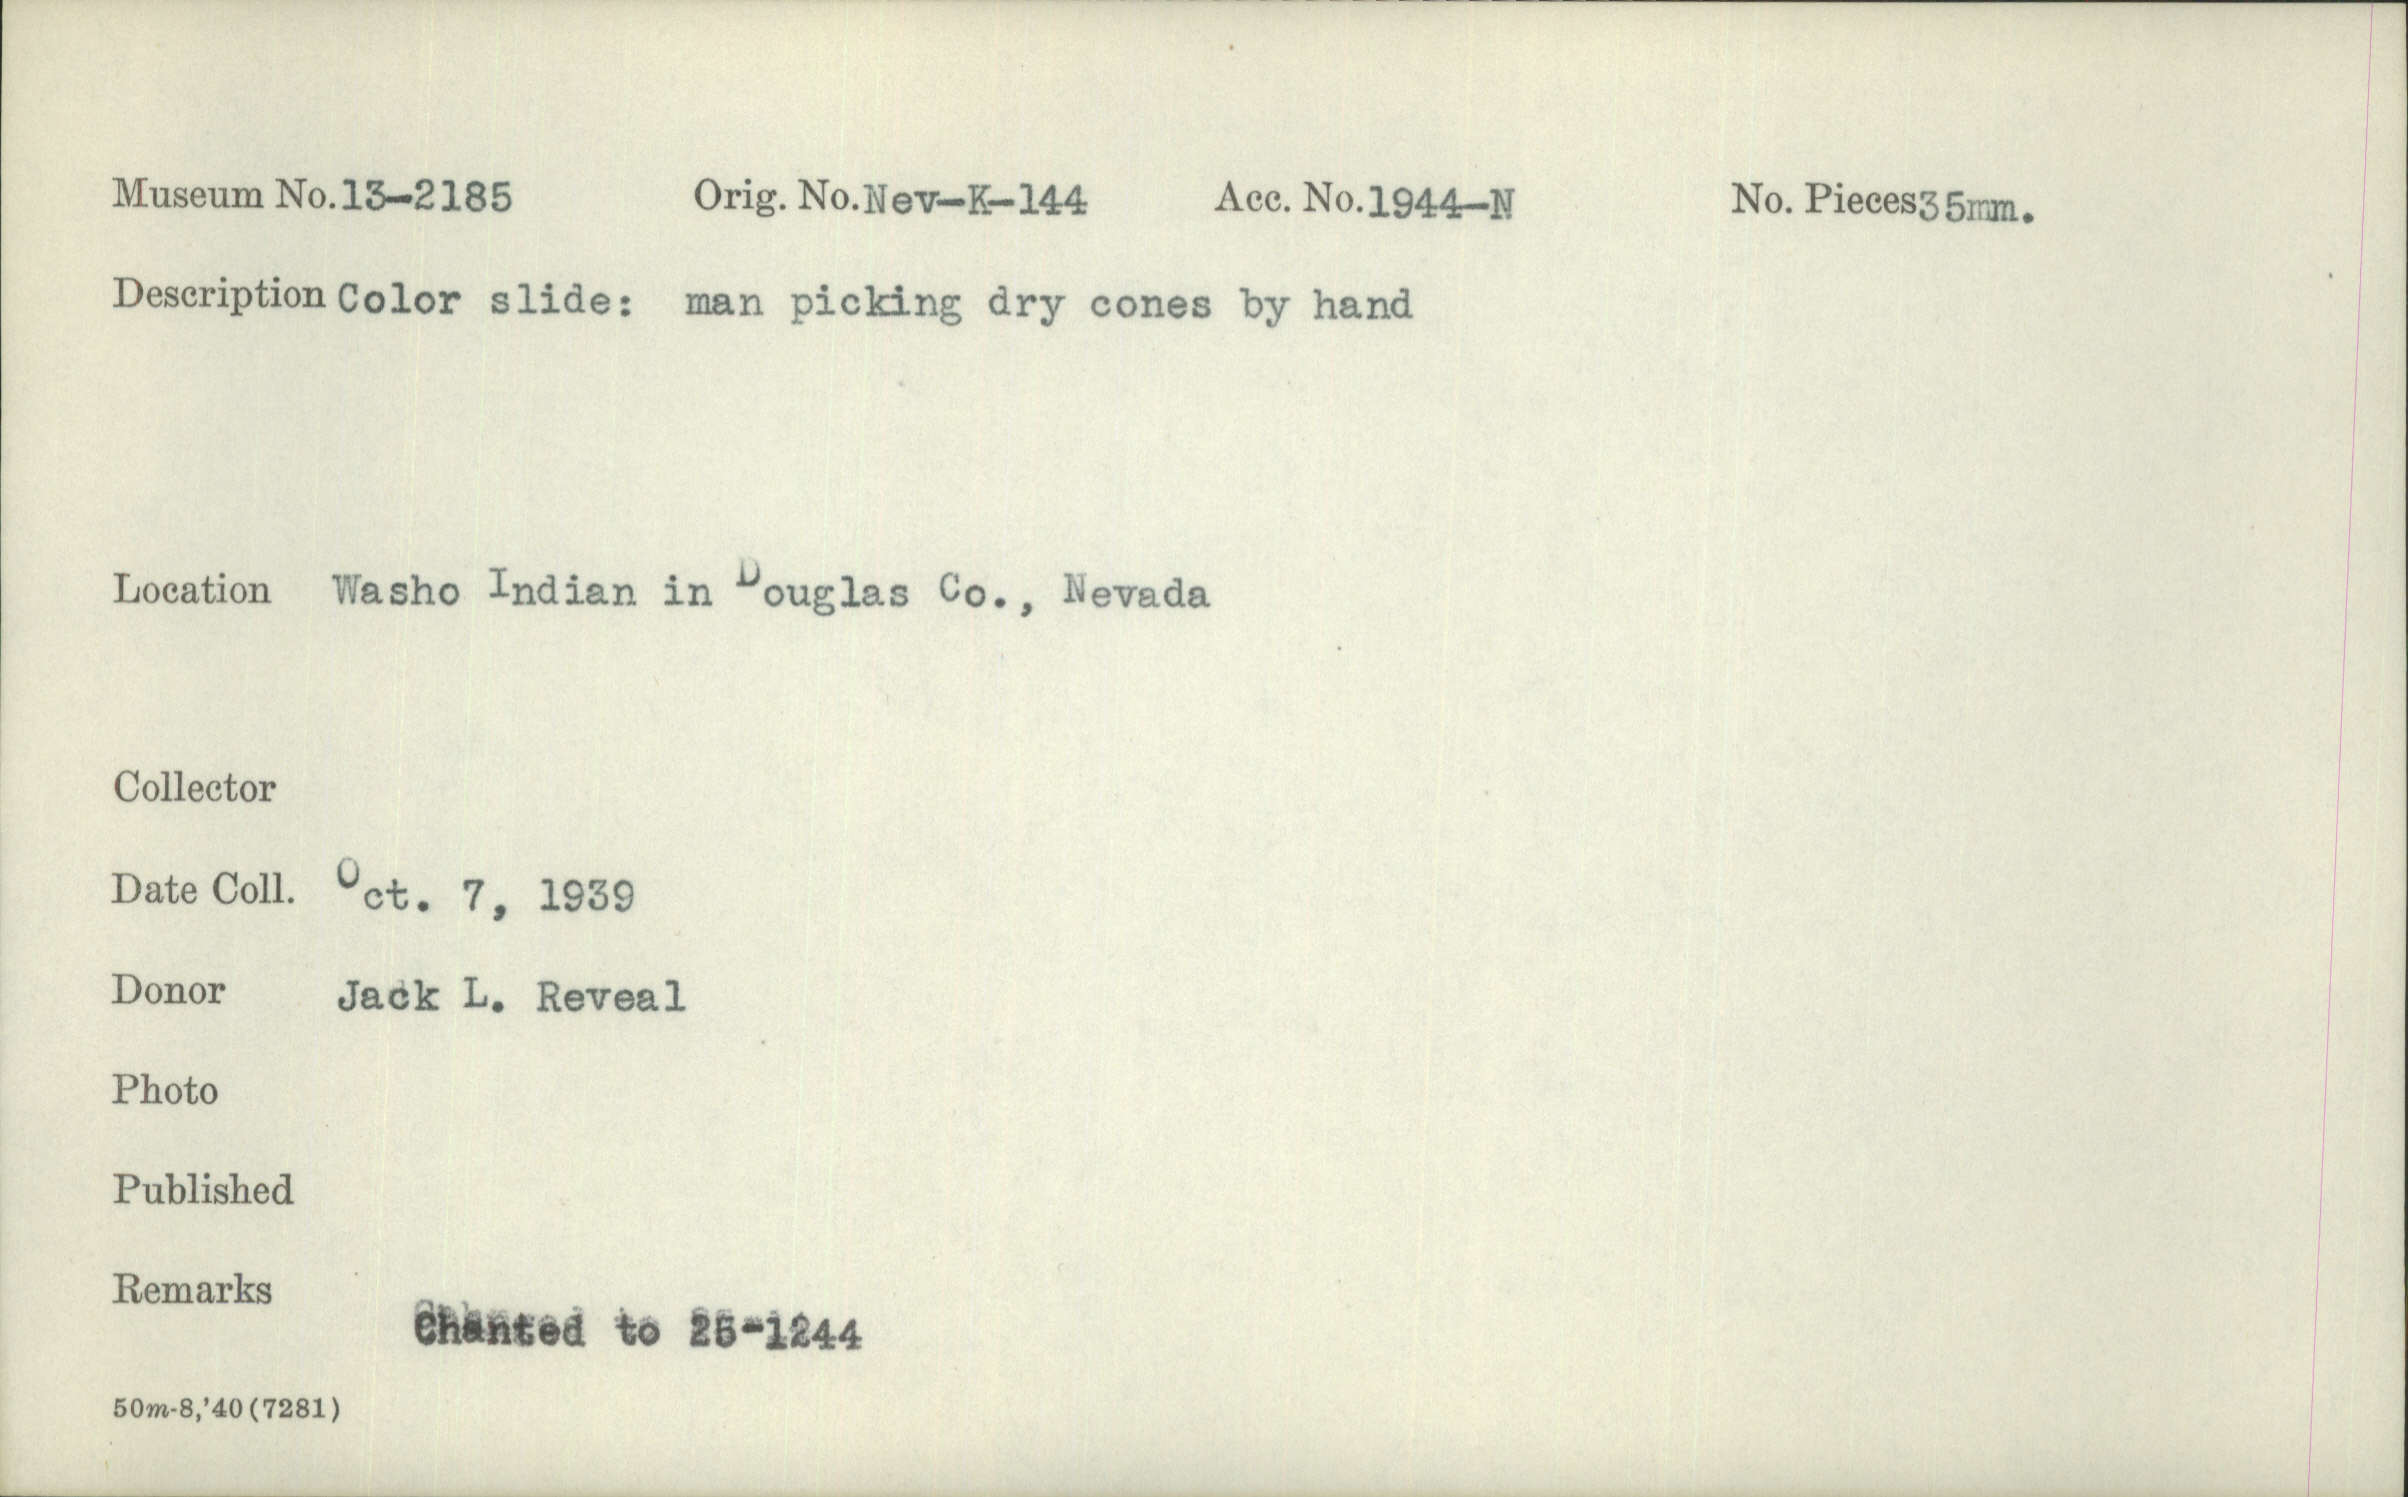 Museum No. 13-2185 Orig. No. Nev-K-144 Acc. No. 1944-N No. Pieces 35mm.
Description Color slide: man picking dry cones by hand
Location Washo Indian in Douglas Co., Nevada
Collector
Date Coll. Oct. 7, 1939
Donor Jack L. Reveal
Photo
Published
Remarks
to 25-1244
50m-8,'40(7281)